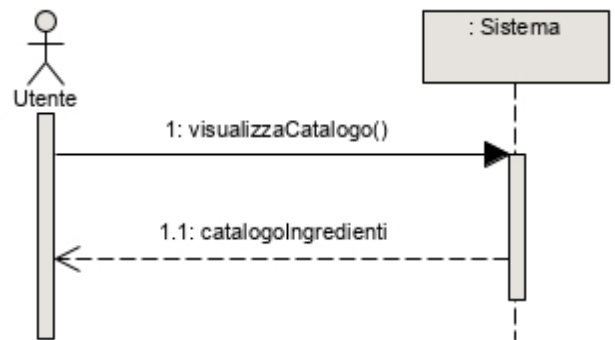 : Sistema
Utente
1: visualizzaCatalogo()
1.1: catalogoIngredienti